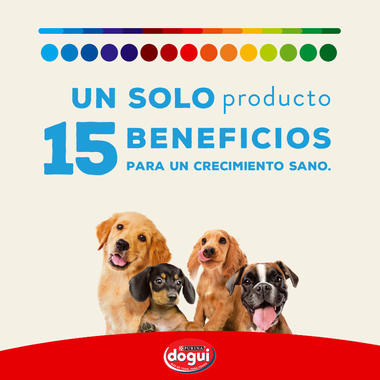 UN SOLO producto
15 BENEFICIOS
PARA UN CRECIMIENTO SANO.
PURINA
dogui